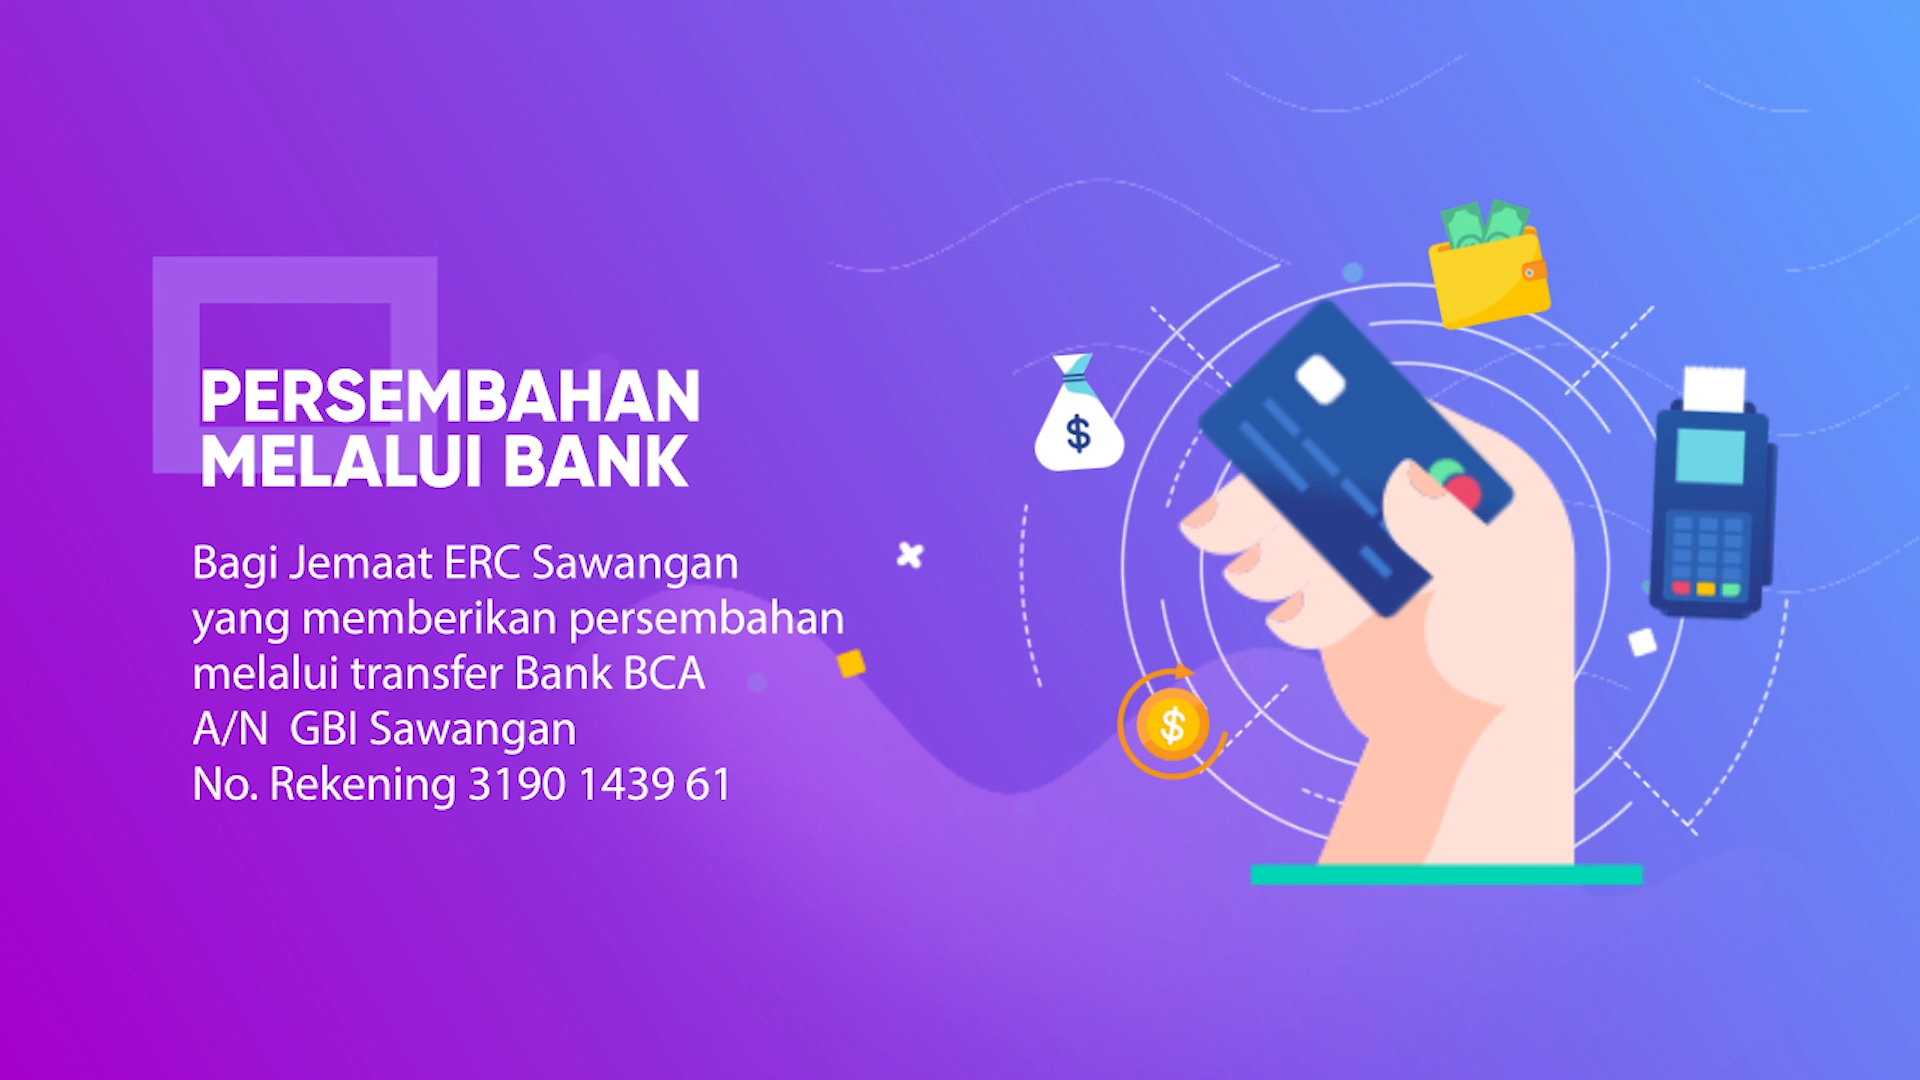 PERSEMBAHAN
MELALUI BANK
Bagi Jemaat ERC Sawangan
yang memberikan persembahan
melalui transfer Bank BCA
A/N  GBI Sawangan
No. Rekening 3190 1439 61
$
$